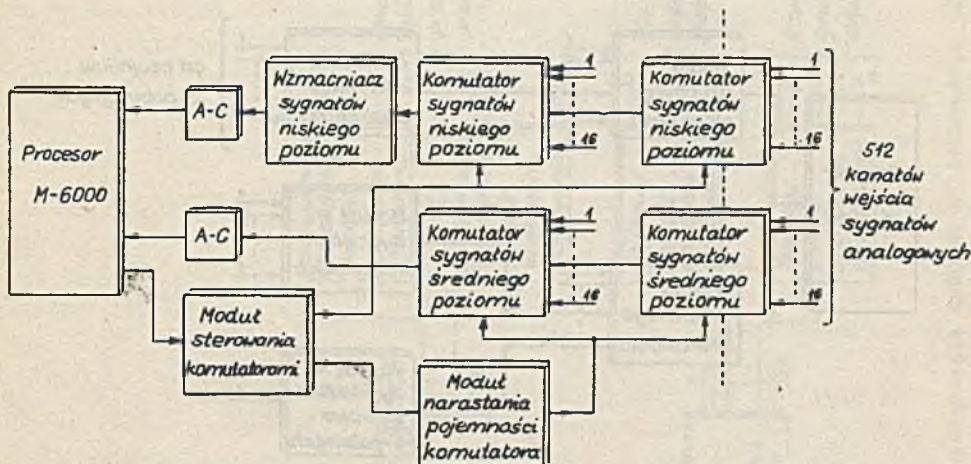 Procesor
M-6000
A-C
Wzmacniacz
sygnałów
niskiego
poziomu
Komutator
sygnałów
niskiego
poziomu
1
16
Komutator
sygnałów
niskiego
poziomu
1
16
A-C
Komutator
sygnałów
średniego
poziomu
1
16
Komutator
sygnałów
średniego
poziomu
1
16
512
kanałów
wejścia
sygnałów
analogowych
Moduł
sterowania
komutatorami
Moduł
narastania
pojemności
komutatora